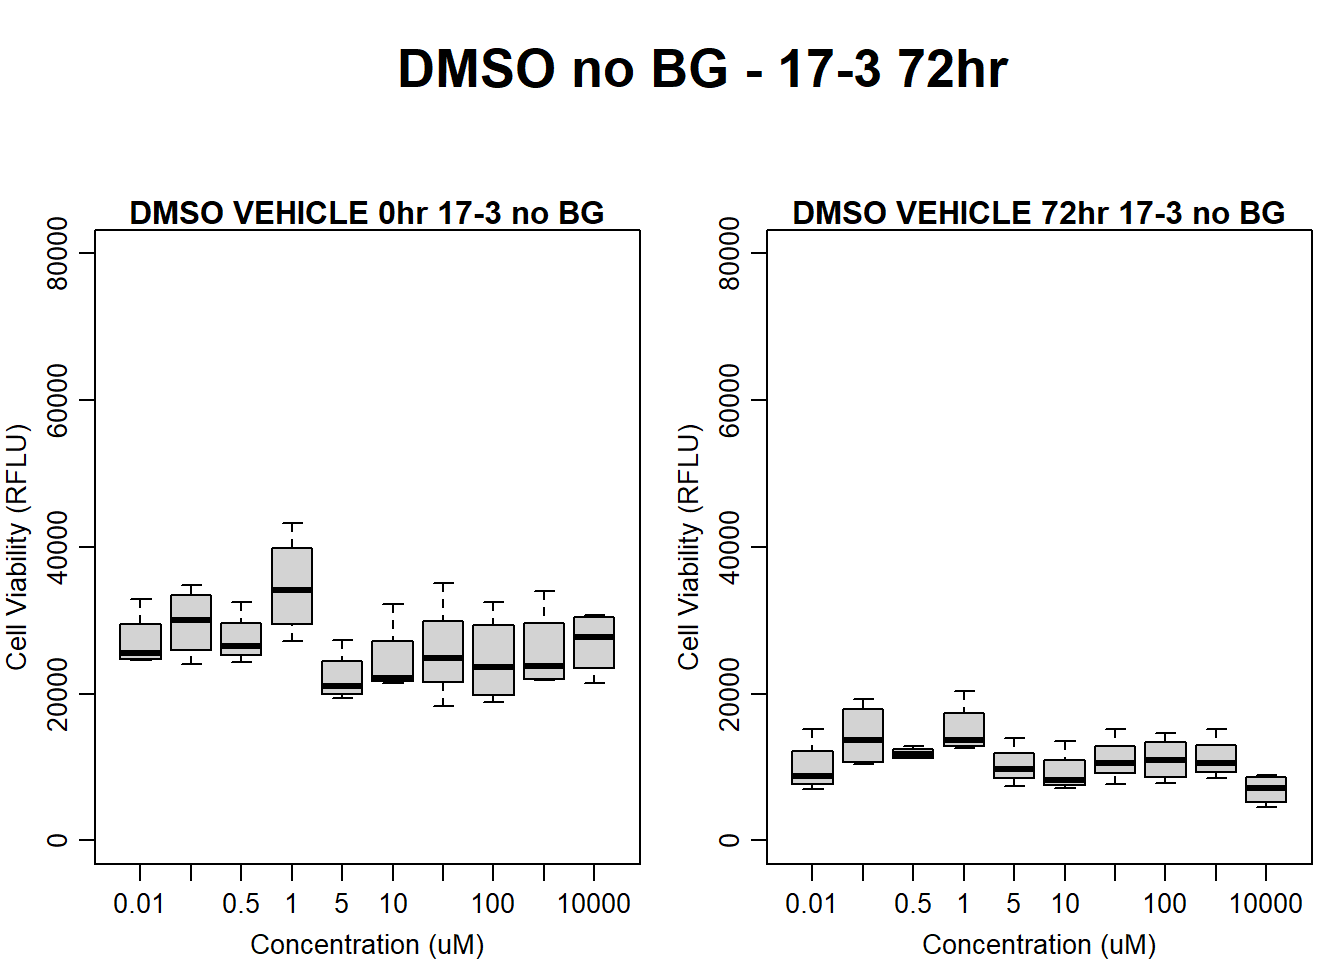 DMSO no BG - 17-3 72hr
DMSO VEHICLE 0hr 17-3 no BG
Cell Viability (RFLU)
80000
60000
40000
20000
0
0.01 0.5 1 5 10 100 10000
Concentration (uM)
DMSO VEHICLE 72hr 17-3 no BG
Cell Viability (RFLU)
80000
60000
40000
20000
0
0.01 0.5 1 5 10 100 10000
Concentration (uM)